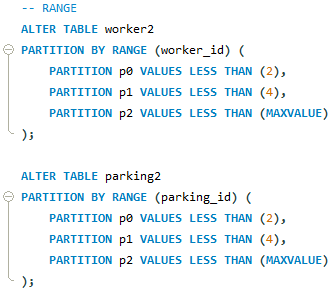 -- RANGE
ALTER TABLE worker2
PARTITION BY RANGE (worker_id) (
    PARTITION p0 VALUES LESS THAN (2),
    PARTITION p1 VALUES LESS THAN (4),
    PARTITION p2 VALUES LESS THAN (MAXVALUE)
);

ALTER TABLE parking2
PARTITION BY RANGE (parking_id) (
    PARTITION p0 VALUES LESS THAN (2),
    PARTITION p1 VALUES LESS THAN (4),
    PARTITION p2 VALUES LESS THAN (MAXVALUE)
);